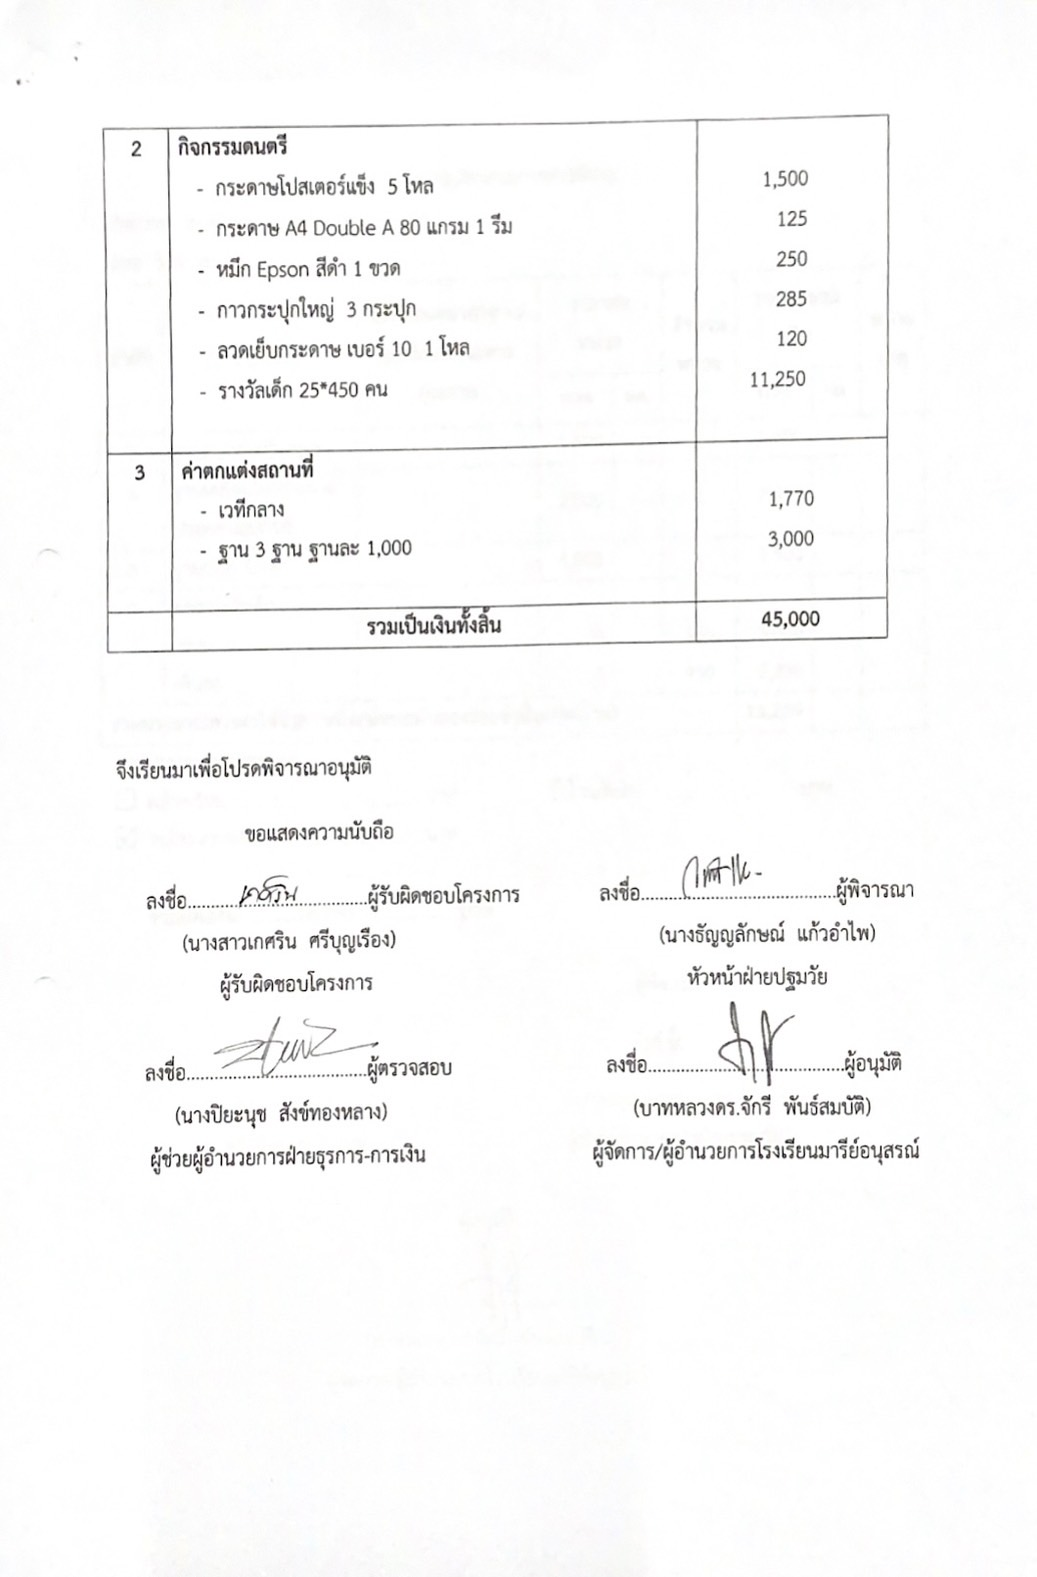 2 กิจกรรมดนตรี
- กระดาษโปสเตอร์แข็ง 5 โหล 1,500
- กระดาษ A4 Double A 80 แกรม 1 รีม 125
- หมึก Epson สีดำ 1 ขวด 250
- กาวกระปุกใหญ่ 3 กระปุก 285
- ลวดเย็บกระดาษ เบอร์ 10 1 โหล 120
- รางวัลเด็ก 25*450 คน 11,250
3 ค่าตกแต่งสถานที่
- เวทีกลาง 1,770
- ฐาน 3 ฐาน ฐานละ 1,000 3,000
รวมเป็นเงินทั้งสิ้น 45,000
จึงเรียนมาเพื่อโปรดพิจารณาอนุมัติ
ขอแสดงความนับถือ
ลงชื่อ..................................ผู้รับผิดชอบโครงการ ลงชื่อ.....................................ผู้พิจารณา
(นางสาวเกศริน ศรีบุญเรือง) (นางธัญญลักษณ์ แก้วอำไพ)
ผู้รับผิดชอบโครงการ หัวหน้าฝ่ายปฐมวัย
ลงชื่อ..................................ผู้ตรวจสอบ ลงชื่อ.....................................ผู้อนุมัติ
(นางปิยะนุช สังข์ทองหลาง) (บาทหลวงดร.จักรี พันธ์สมบัติ)
ผู้ช่วยผู้อำนวยการฝ่ายธุรการ-การเงิน ผู้จัดการ/ผู้อำนวยการโรงเรียนมารีย์อนุสรณ์